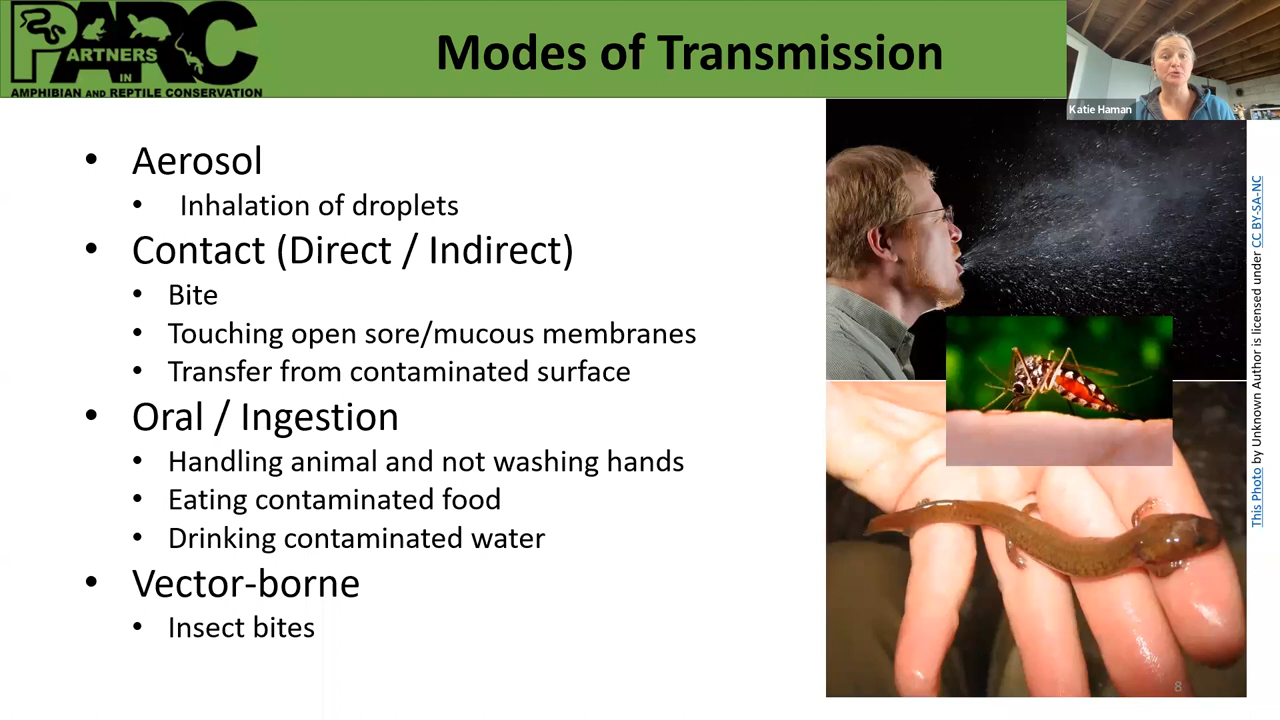 PARC
PARTNERS
IN
AMPHIBIAN AND REPTILE CONSERVATION
Modes of Transmission
Katie Haman
• Aerosol
• Inhalation of droplets
• Contact (Direct / Indirect)
• Bite
• Touching open sore/mucous membranes
• Transfer from contaminated surface
• Oral / Ingestion
• Handling animal and not washing hands
• Eating contaminated food
• Drinking contaminated water
• Vector-borne
• Insect bites
This Photo by Unknown Author is licensed under CC BY-SA-NC
8